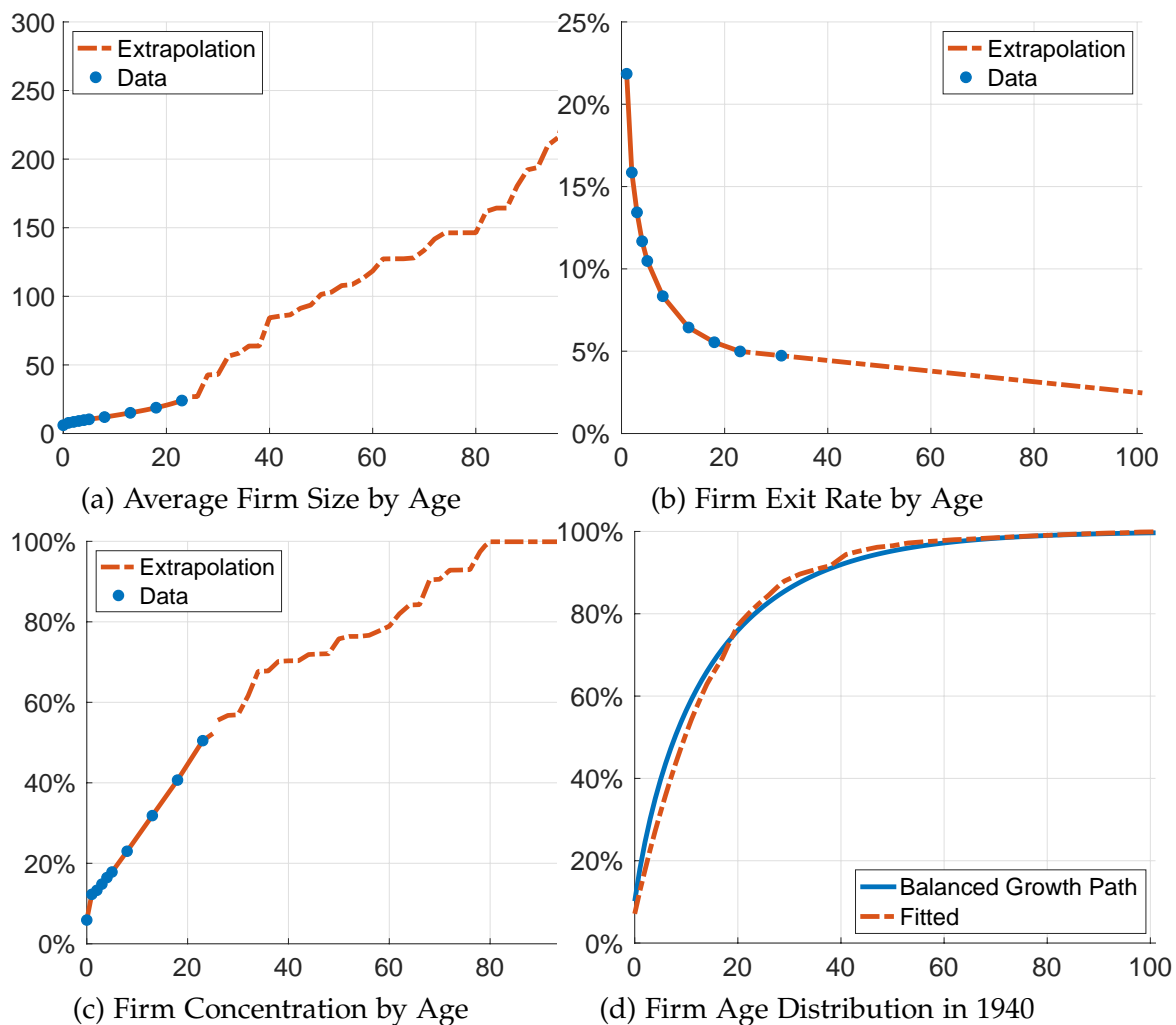 300
250
200
150
100
50
0
Extrapolation
Data
0 20 40 60 80
(a) Average Firm Size by Age
25%
20%
15%
10%
5%
0%
Extrapolation
Data
0 20 40 60 80 100
(b) Firm Exit Rate by Age
100%
80%
60%
40%
20%
0%
Extrapolation
Data
0 20 40 60 80
(c) Firm Concentration by Age
100%
80%
60%
40%
20%
0%
Balanced Growth Path
Fitted
0 20 40 60 80 100
(d) Firm Age Distribution in 1940